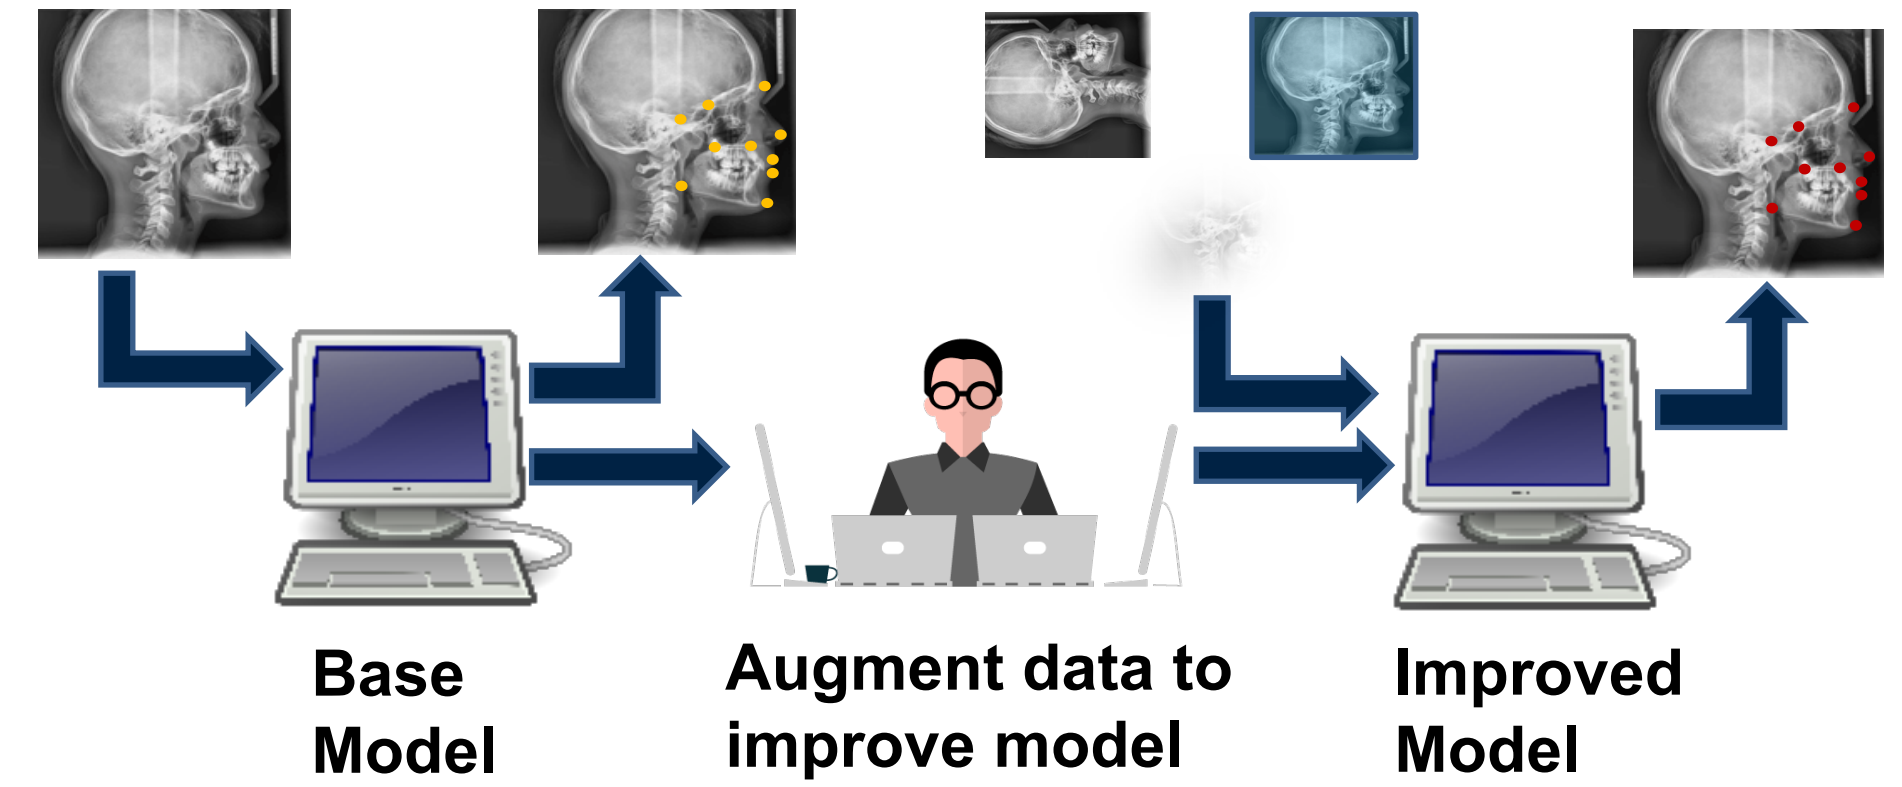 Base
Model
Augment data to
improve model
Improved
Model